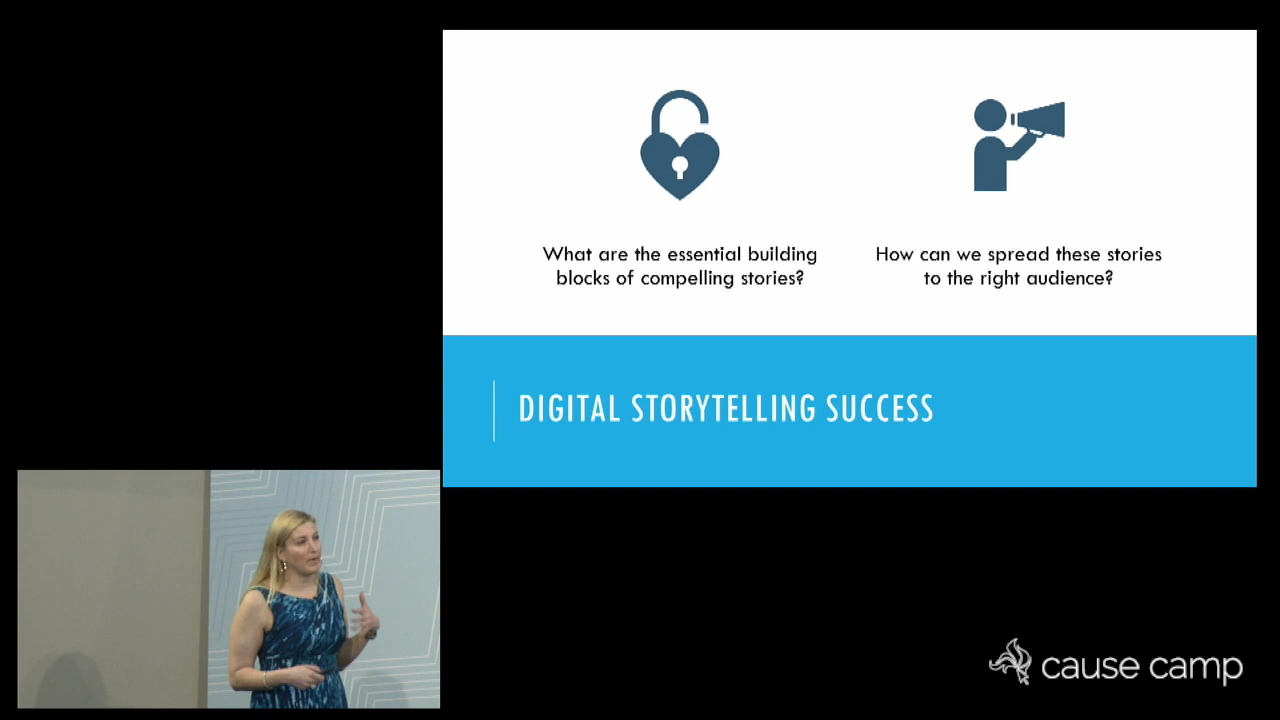 What are the essential building
blocks of compelling stories?
How can we spread these stories
to the right audience?
DIGITAL STORYTELLING SUCCESS
cause camp